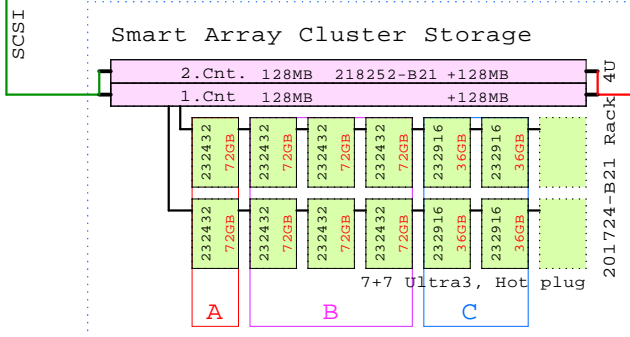 SCSI
Smart Array Cluster Storage
2.Cnt. 128MB 218252-B21 +128MB
1.Cnt 128MB +128MB
201724-B21 Rack 4U
232432 72GB
232432 72GB
232432 72GB
232432 72GB
232916 36GB
232916 36GB
232432 72GB
232432 72GB
232432 72GB
232432 72GB
232916 36GB
232916 36GB
7+7 Ultra3, Hot plug
A B C